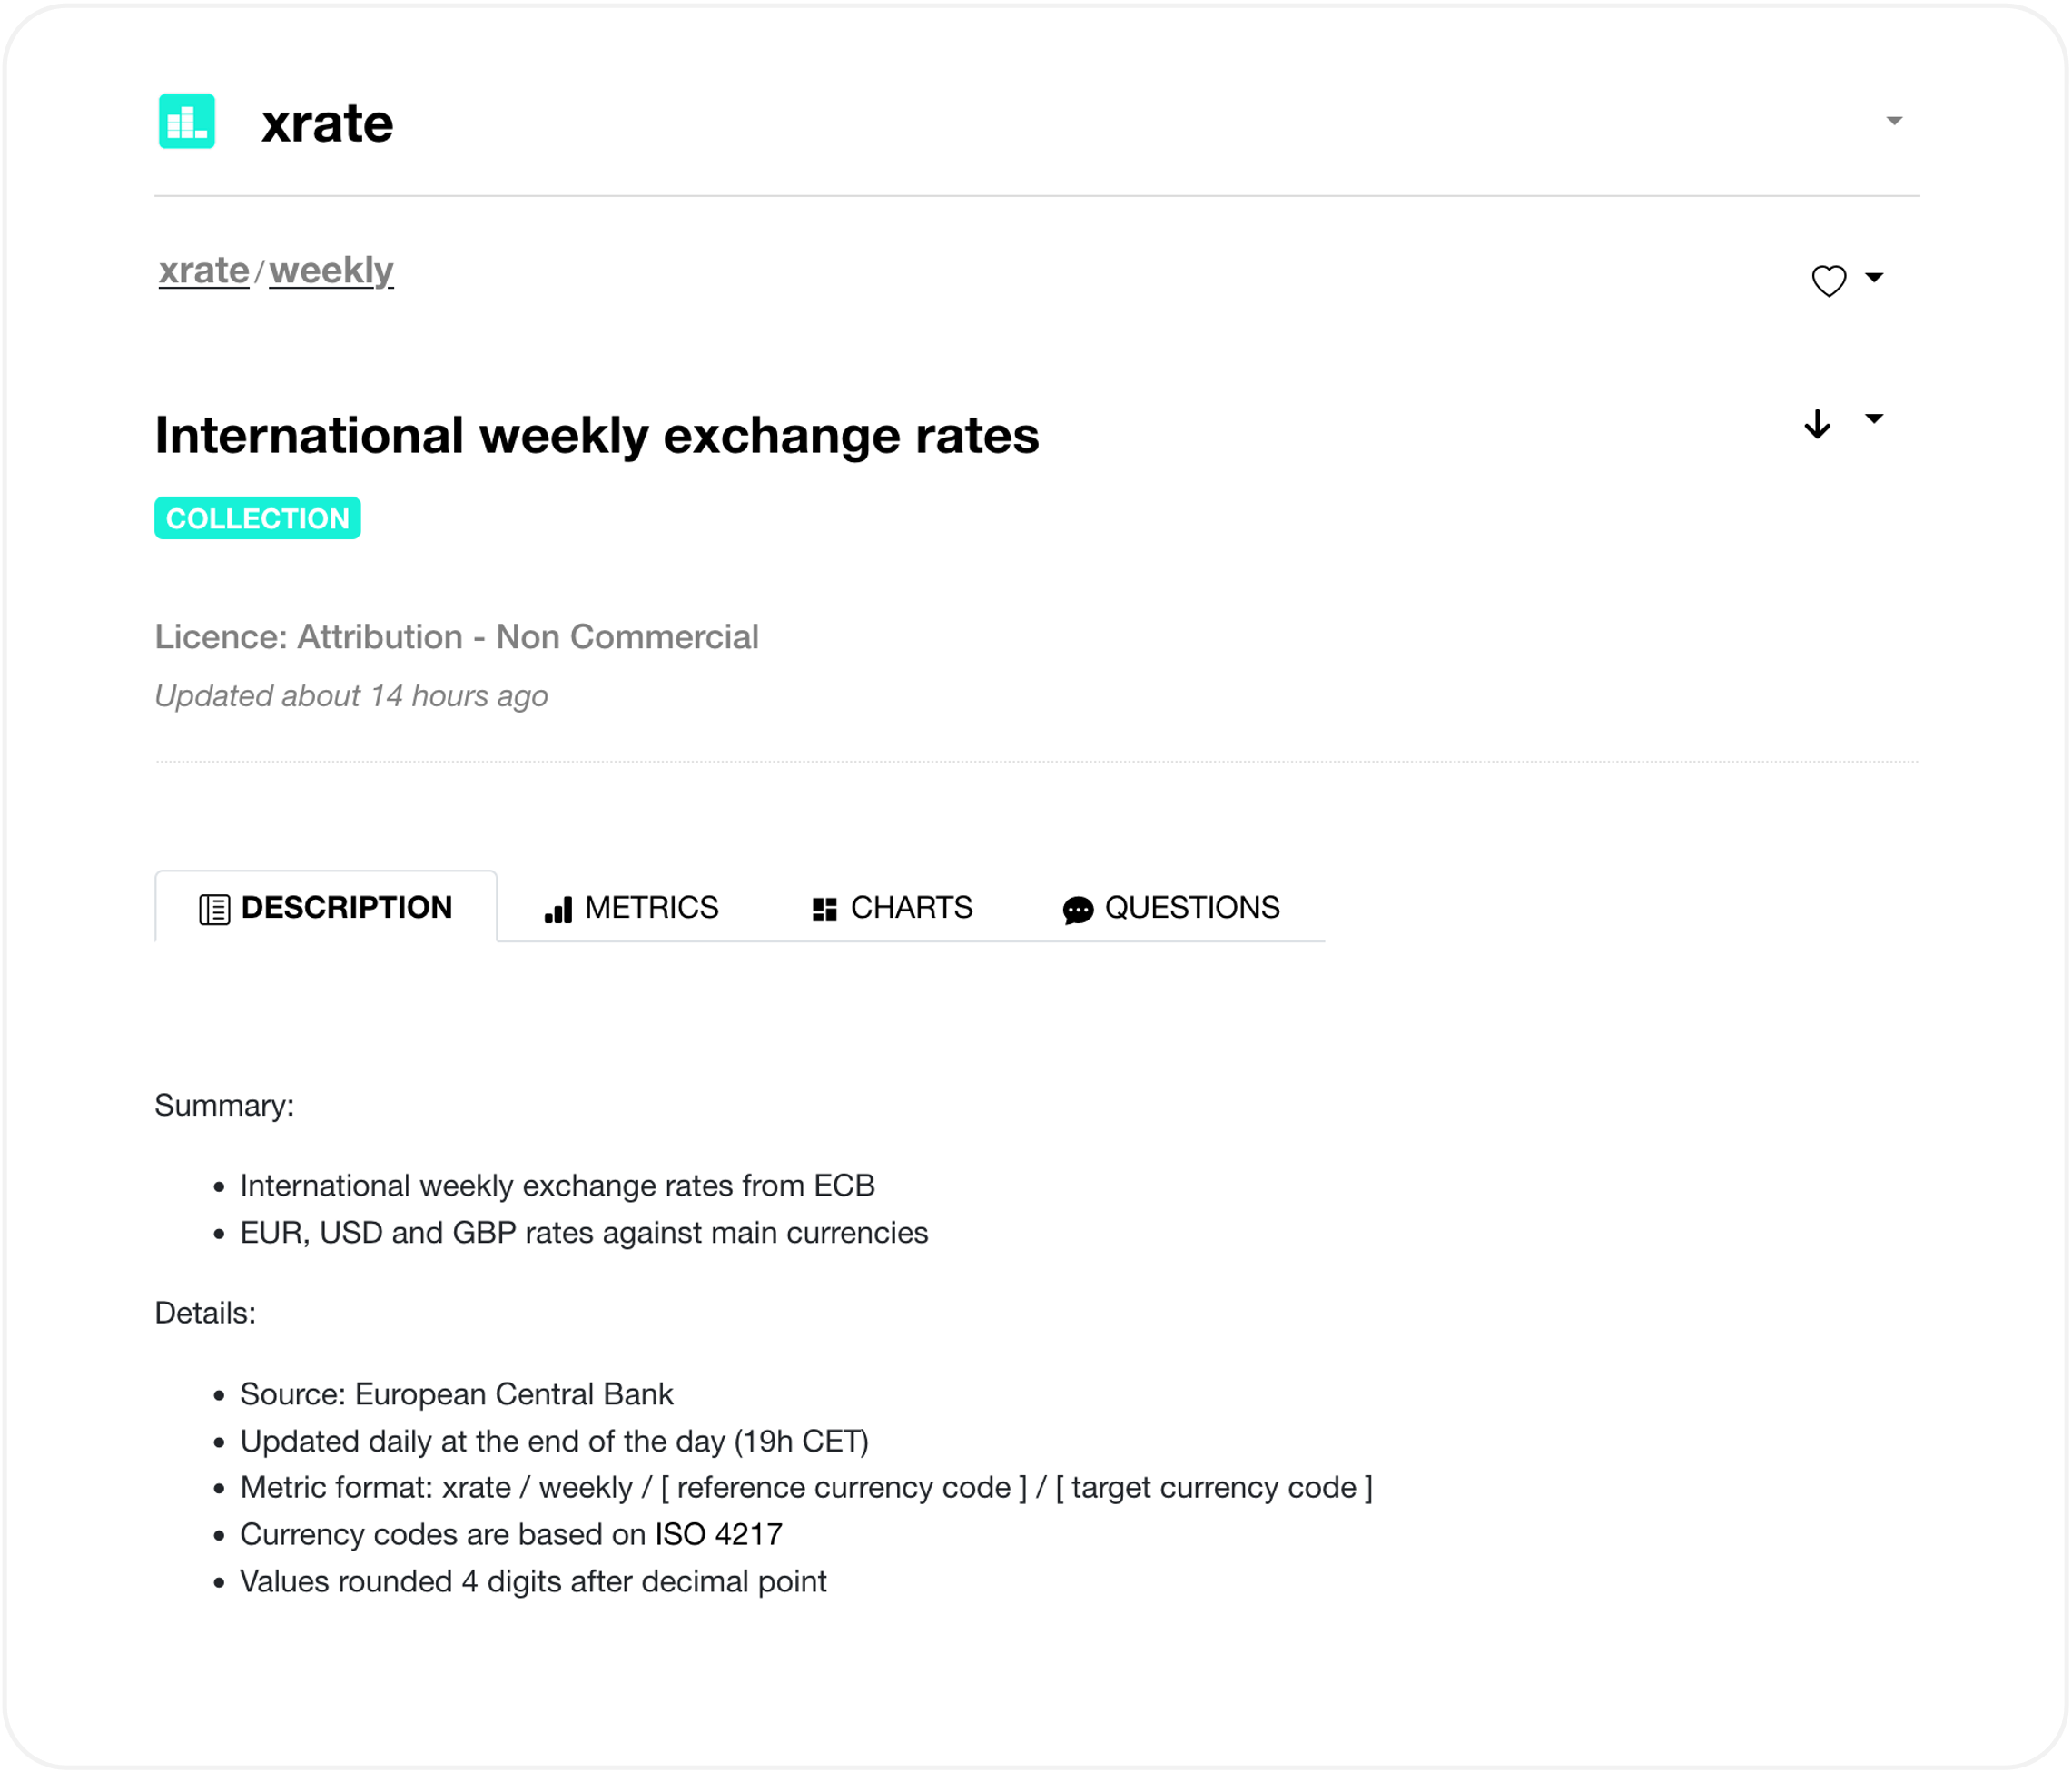 xrate
xrate/weekly
International weekly exchange rates
COLLECTION
Licence: Attribution - Non Commercial
Updated about 14 hours ago
DESCRIPTION METRICS CHARTS QUESTIONS
Summary:
• International weekly exchange rates from ECB
• EUR, USD and GBP rates against main currencies
Details:
• Source: European Central Bank
• Updated daily at the end of the day (19h CET)
• Metric format: xrate / weekly / [ reference currency code ] / [ target currency code ]
• Currency codes are based on ISO 4217
• Values rounded 4 digits after decimal point